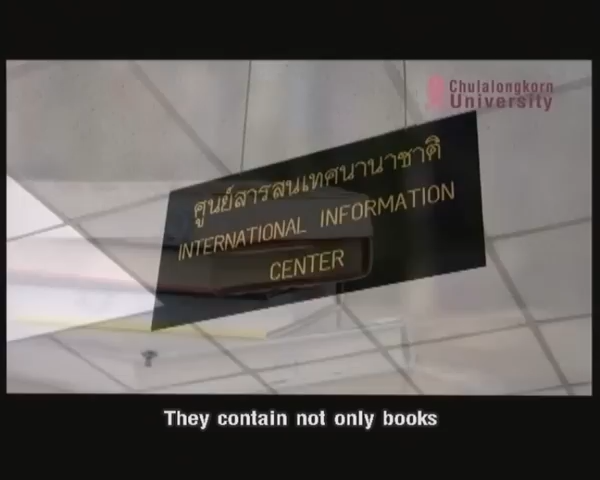 Chulalongkorn
University
ศูนย์สารสนเทศนานาชาติ
INTERNATIONAL INFORMATION
CENTER
They contain not only books